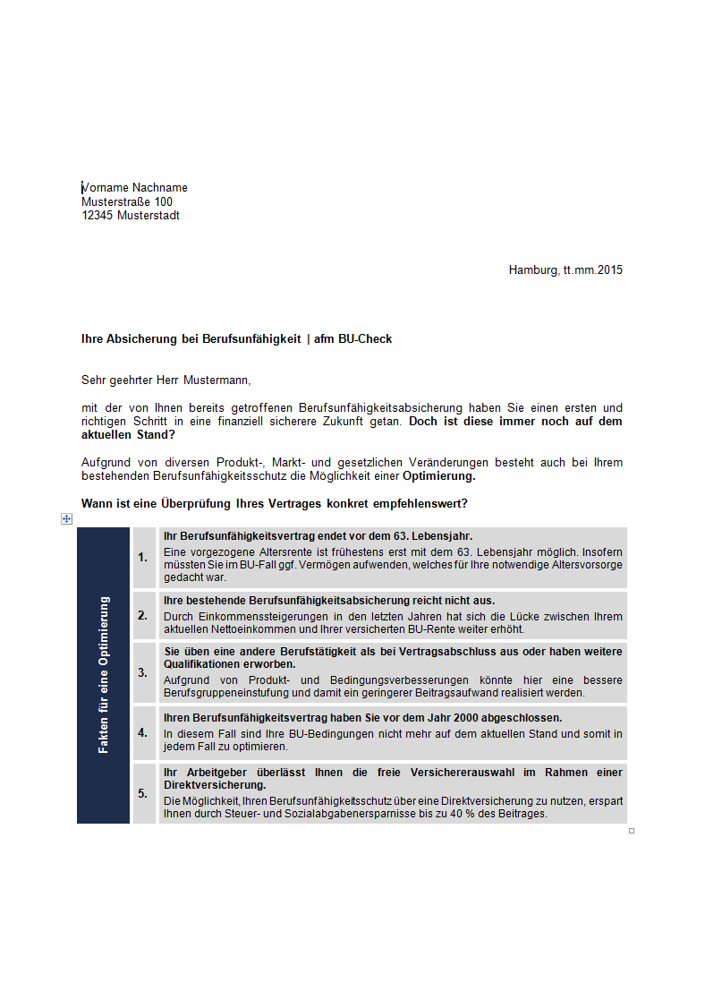 Vorname Nachname
Musterstraße 100
12345 Musterstadt
Hamburg, tt.mm.2015
Ihre Absicherung bei Berufsunfähigkeit | afm BU-Check
Sehr geehrter Herr Mustermann,
mit der von Ihnen bereits getroffenen Berufsunfähigkeitsabsicherung haben Sie einen ersten und
richtigen Schritt in eine finanziell sicherere Zukunft getan. Doch ist diese immer noch auf dem
aktuellen Stand?
Aufgrund von diversen Produkt-, Markt- und gesetzlichen Veränderungen besteht auch bei Ihrem
bestehenden Berufsunfähigkeitsschutz die Möglichkeit einer Optimierung.
Wann ist eine Überprüfung Ihres Vertrages konkret empfehlenswert?
Fakten für eine Optimierung
1.
Ihr Berufsunfähigkeitsvertrag endet vor dem 63. Lebensjahr.
Eine vorgezogene Altersrente ist frühestens erst mit dem 63. Lebensjahr möglich. Insofern
müssten Sie im BU-Fall ggf. Vermögen aufwenden, welches für Ihre notwendige Altersvorsorge
gedacht war.
2.
Ihre bestehende Berufsunfähigkeitsabsicherung reicht nicht aus.
Durch Einkommenssteigerungen in den letzten Jahren hat sich die Lücke zwischen Ihrem
aktuellen Nettoeinkommen und Ihrer versicherten BU-Rente weiter erhöht.
3.
Sie üben eine andere Berufstätigkeit als bei Vertragsabschluss aus oder haben weitere
Qualifikationen erworben.
Aufgrund von Produkt- und Bedingungsverbesserungen könnte hier eine bessere
Berufsgruppeneinstufung und damit ein geringerer Beitragsaufwand realisiert werden.
4.
Ihren Berufsunfähigkeitsvertrag haben Sie vor dem Jahr 2000 abgeschlossen.
In diesem Fall sind Ihre BU-Bedingungen nicht mehr auf dem aktuellen Stand und somit in
jedem Fall zu optimieren.
5.
Ihr Arbeitgeber überlässt Ihnen die freie Versichererauswahl im Rahmen einer
Direktversicherung.
Die Möglichkeit, Ihren Berufsunfähigkeitsschutz über eine Direktversicherung zu nutzen, erspart
Ihnen durch Steuer- und Sozialabgabenersparnisse bis zu 40 % des Beitrages.